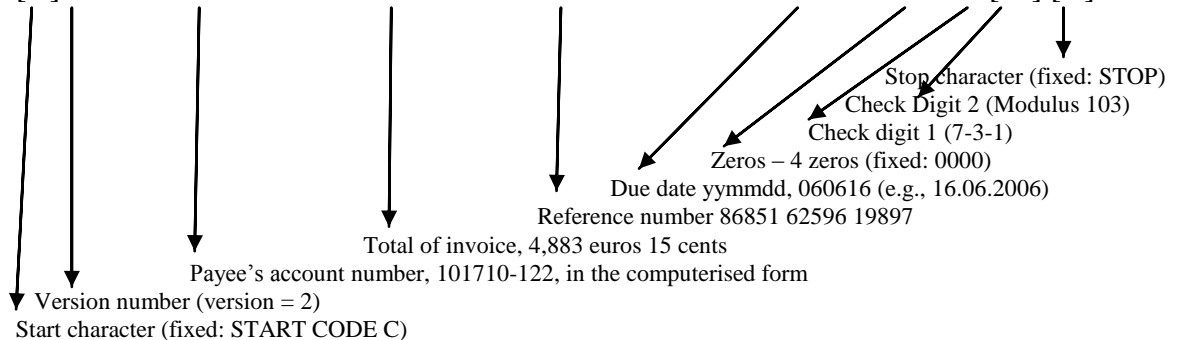 Stop character (fixed: STOP)
Check Digit 2 (Modulus 103)
Check digit 1 (7-3-1)
Zeros – 4 zeros (fixed: 0000)
Due date yymmdd, 060616 (e.g., 16.06.2006)
Reference number 86851 62596 19897
Total of invoice, 4,883 euros 15 cents
Payee's account number, 101710-122, in the computerised form
Version number (version = 2)
Start character (fixed: START CODE C)